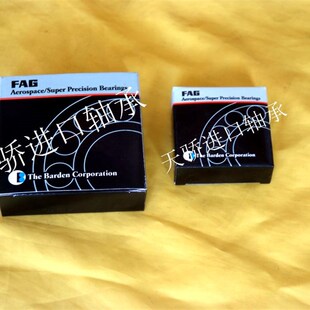 FAG
Aerospace/Super Precision Bearings
The Barden Corporation
FAG
Aerospace/Super Precision Bearings
The Barden Corporation
骄进口轴承
天骄进口轴承